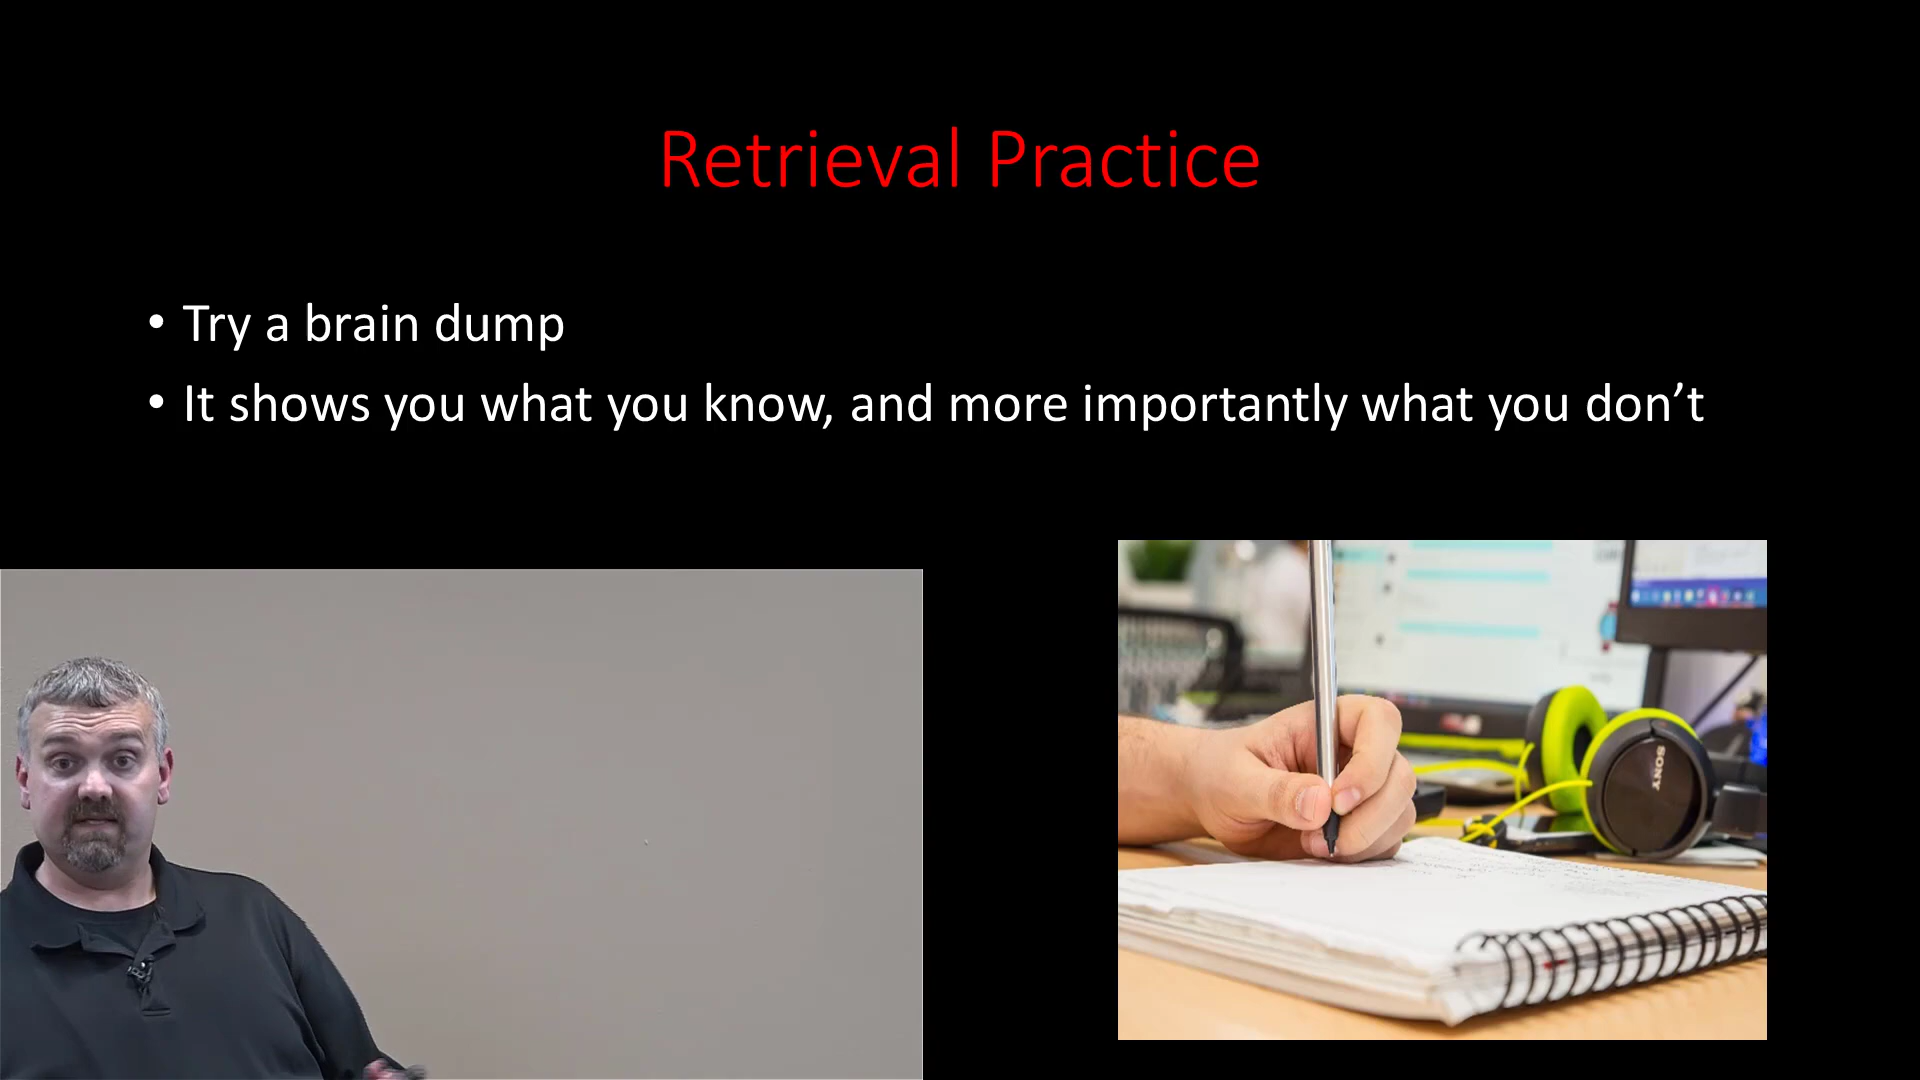 Retrieval Practice
• Try a brain dump
• It shows you what you know, and more importantly what you don’t
SONY